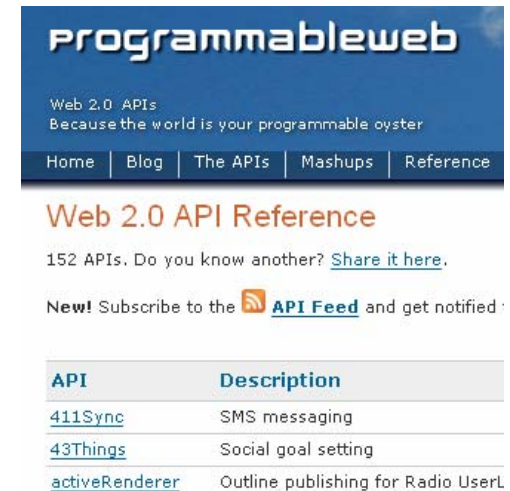 Programmableweb
Web 2.0 APIs
Because the world is your programmable oyster
Home | Blog | The APIs | Mashups | Reference
Web 2.0 API Reference
152 APIs. Do you know another? Share it here.
New! Subscribe to the API Feed and get notified
API Description
411Sync SMS messaging
43Things Social goal setting
activeRenderer Outline publishing for Radio UserL